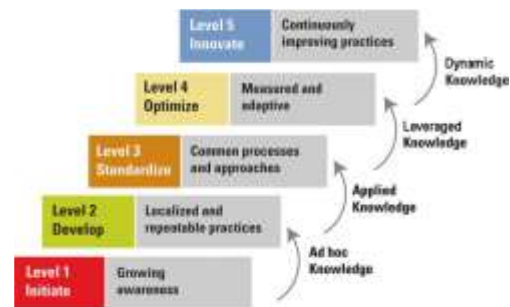 Level 5
Innovate
Continuously
improving practices
Dynamic
Knowledge
Level 4
Optimize
Measured and
adaptive
Leveraged
Knowledge
Level 3
Standardize
Common processes
and approaches
Applied
Knowledge
Level 2
Develop
Localized and
repeatable practices
Ad hoc
Knowledge
Level 1
Initiate
Growing
awareness